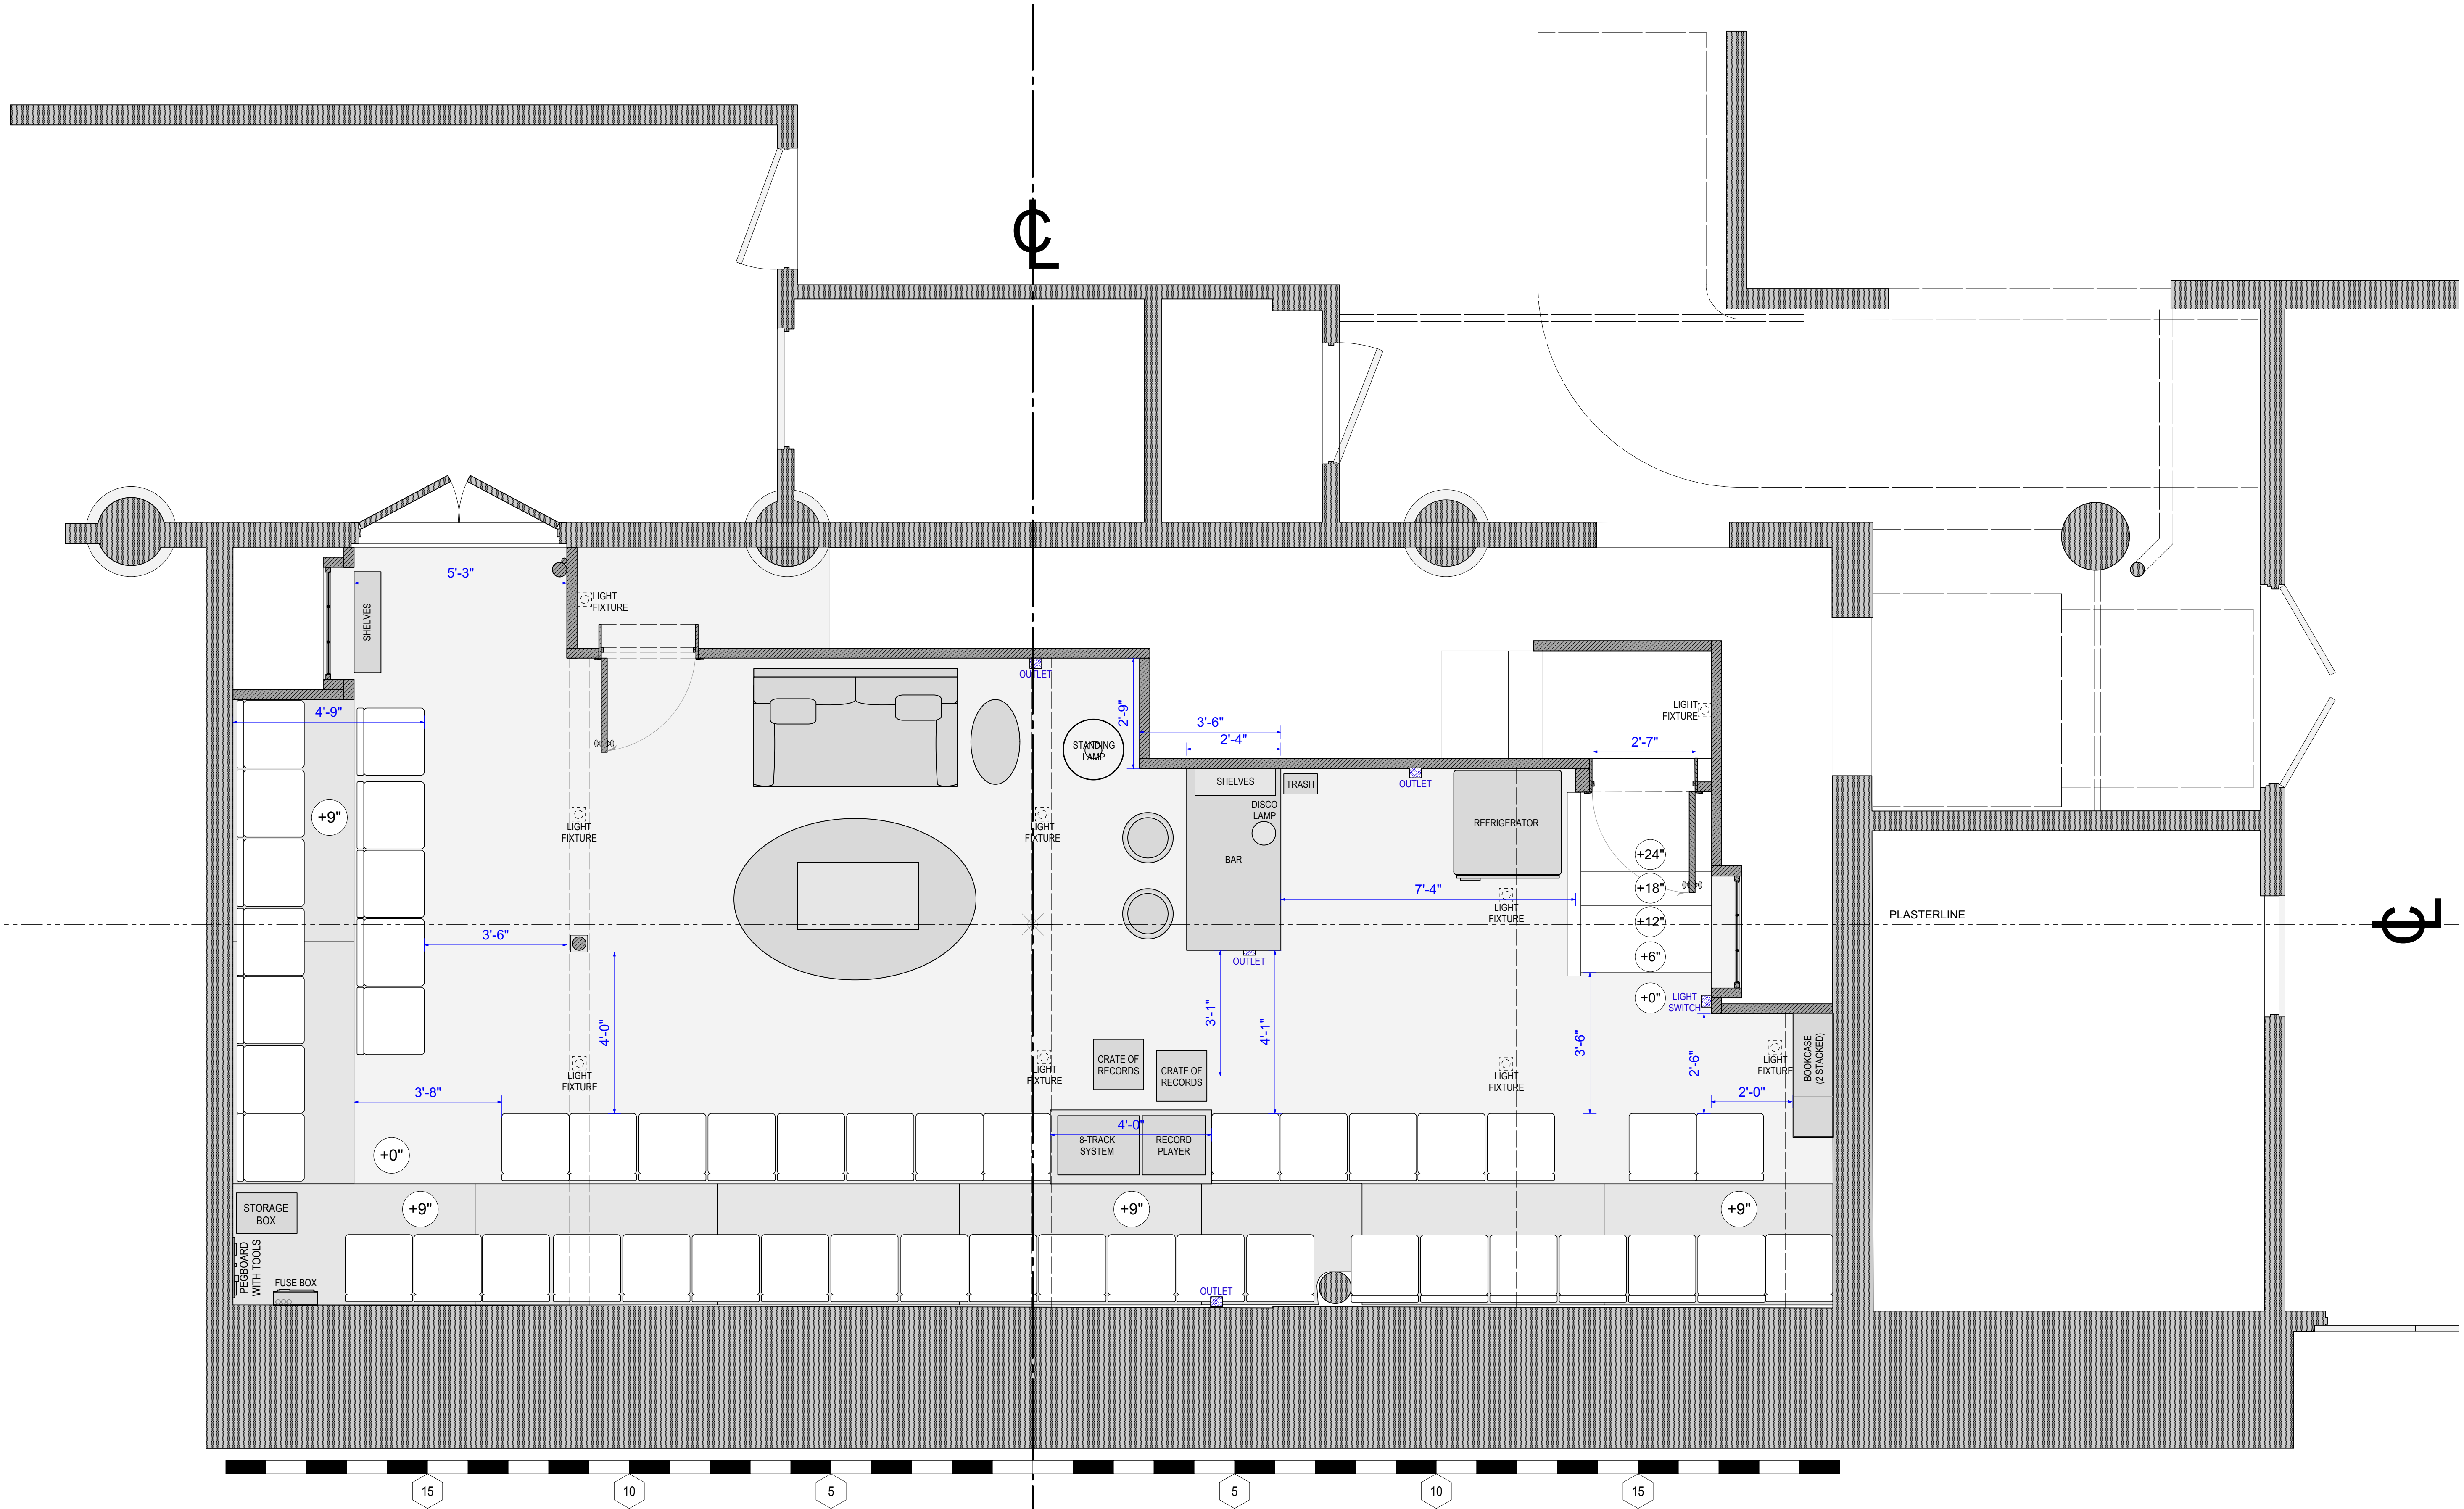 ℄
5'-3"
SHELVES
LIGHT
FIXTURE
OUTLET
4'-9"
2'-9"
3'-6"
2'-4"
STANDING
LAMP
SHELVES
TRASH
OUTLET
2'-7"
LIGHT
FIXTURE
DISCO
LAMP
BAR
REFRIGERATOR
+9"
LIGHT
FIXTURE
LIGHT
FIXTURE
+24"
+18"
+12"
+6"
+0"
7'-4"
LIGHT
FIXTURE
PLASTERLINE
℄
3'-6"
OUTLET
4'-0"
3'-1"
4'-1"
3'-6"
LIGHT
SWITCH
2'-6"
LIGHT
FIXTURE
LIGHT
FIXTURE
CRATE OF
RECORDS
CRATE OF
RECORDS
LIGHT
FIXTURE
LIGHT
FIXTURE
BOOKCASE
(2 STACKED)
3'-8"
2'-0"
4'-0"
8-TRACK
SYSTEM
RECORD
PLAYER
+0"
STORAGE
BOX
+9"
+9"
+9"
PEGBOARD
WITH TOOLS
FUSE BOX
OUTLET
15
10
5
5
10
15